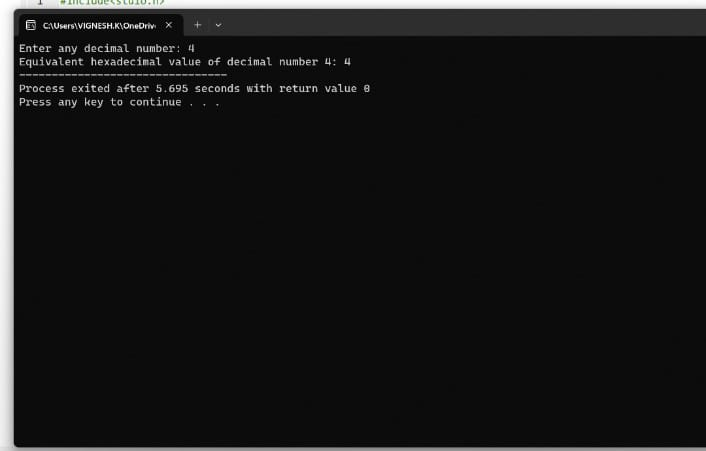 1 #include<stdio.h>
C:\Users\VIGNESH.K\OneDriv
Enter any decimal number: 4
Equivalent hexadecimal value of decimal number 4: 4
--------------------------------
Process exited after 5.695 seconds with return value 0
Press any key to continue . . .